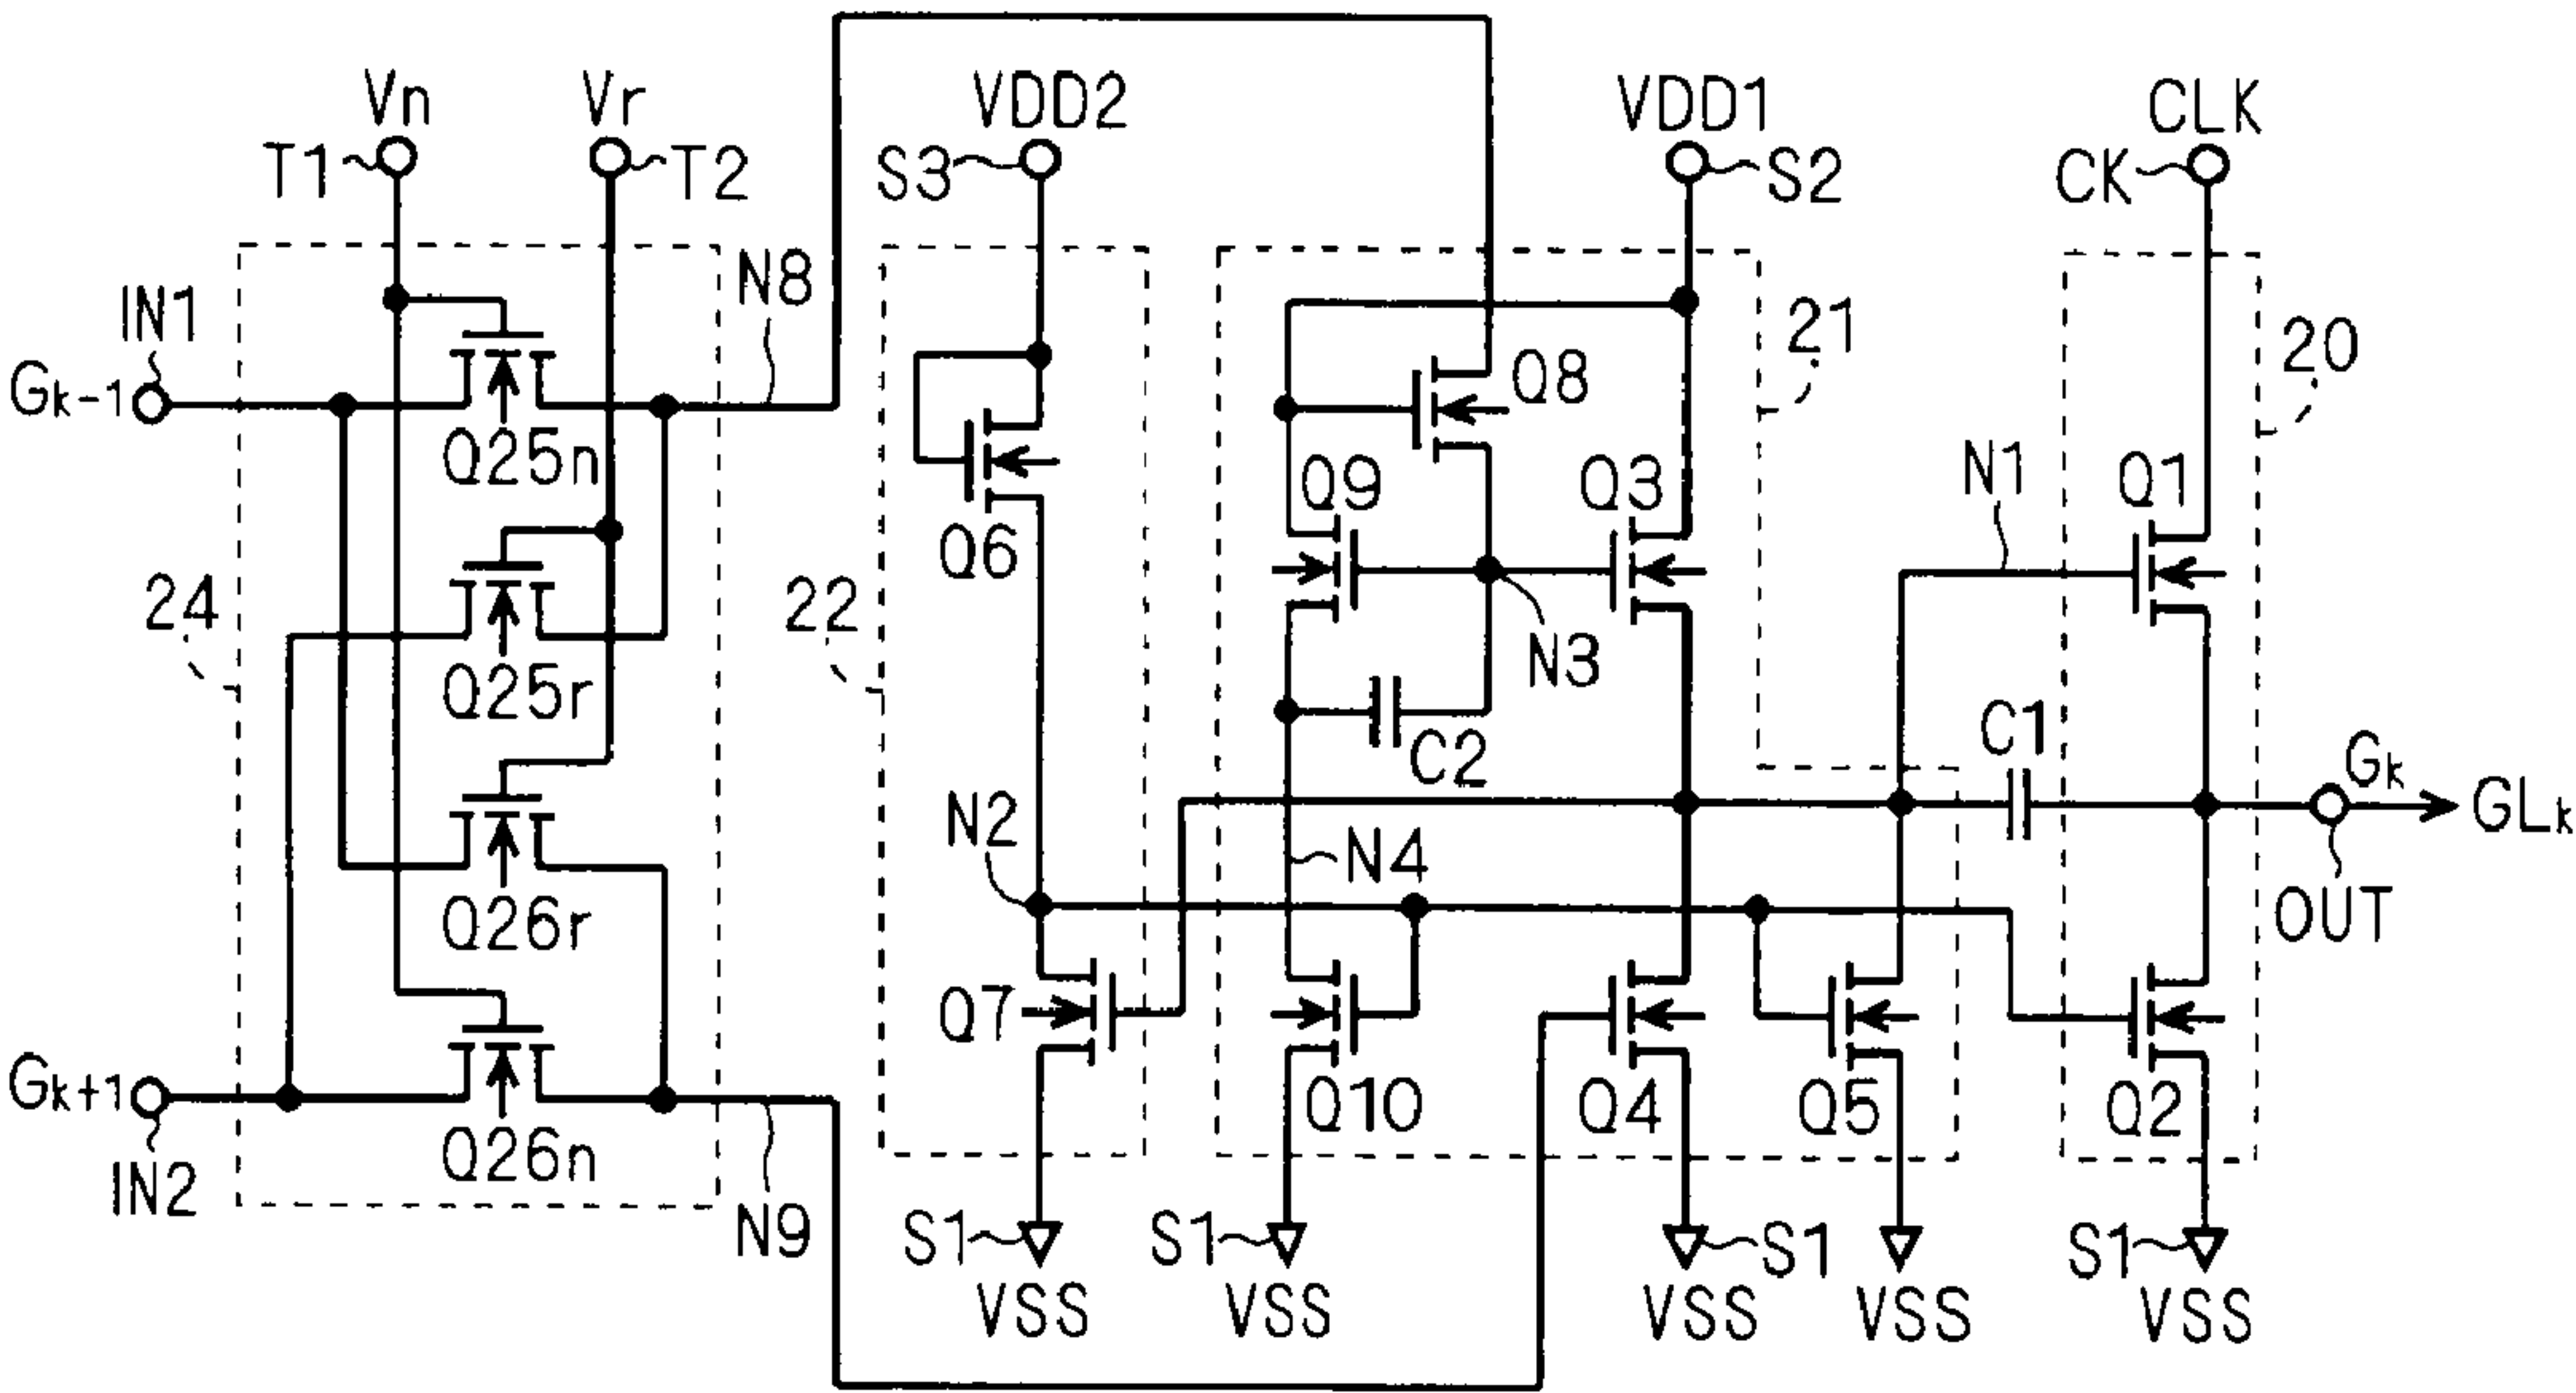 Vn
Vr
VDD2
VDD1
CLK
T1
T2
S3
S2
CK
IN1
N8
21
20
Gk-1
Q8
Q25n
Q9
Q3
N1
Q1
Q6
24
22
N3
Q25r
C2
C1
Gk
GLk
N2
N4
Q26r
OUT
Q7
Gk+1
Q10
Q4
Q5
Q2
Q26n
IN2
N9
S1
S1
S1
S1
VSS
VSS
VSS
VSS
VSS